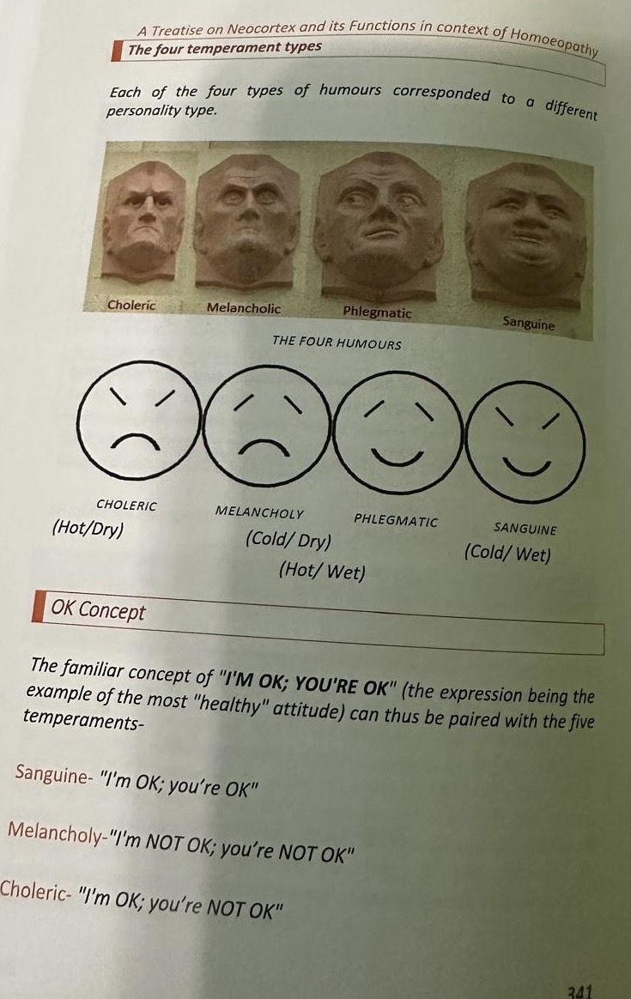 A Treatise on Neocortex and its Functions in context of Homoeopathy
The four temperament types
Each of the four types of humours corresponded to a different
personality type.
Choleric Melancholic Phlegmatic Sanguine
THE FOUR HUMOURS
CHOLERIC MELANCHOLY PHLEGMATIC SANGUINE
(Hot/Dry) (Cold/ Dry) (Cold/ Wet)
(Hot/ Wet)
OK Concept
The familiar concept of "I'M OK; YOU'RE OK" (the expression being the
example of the most "healthy" attitude) can thus be paired with the five
temperaments-
Sanguine- "I'm OK; you're OK"
Melancholy-"I'm NOT OK; you're NOT OK"
Choleric- "I'm OK; you're NOT OK"
341